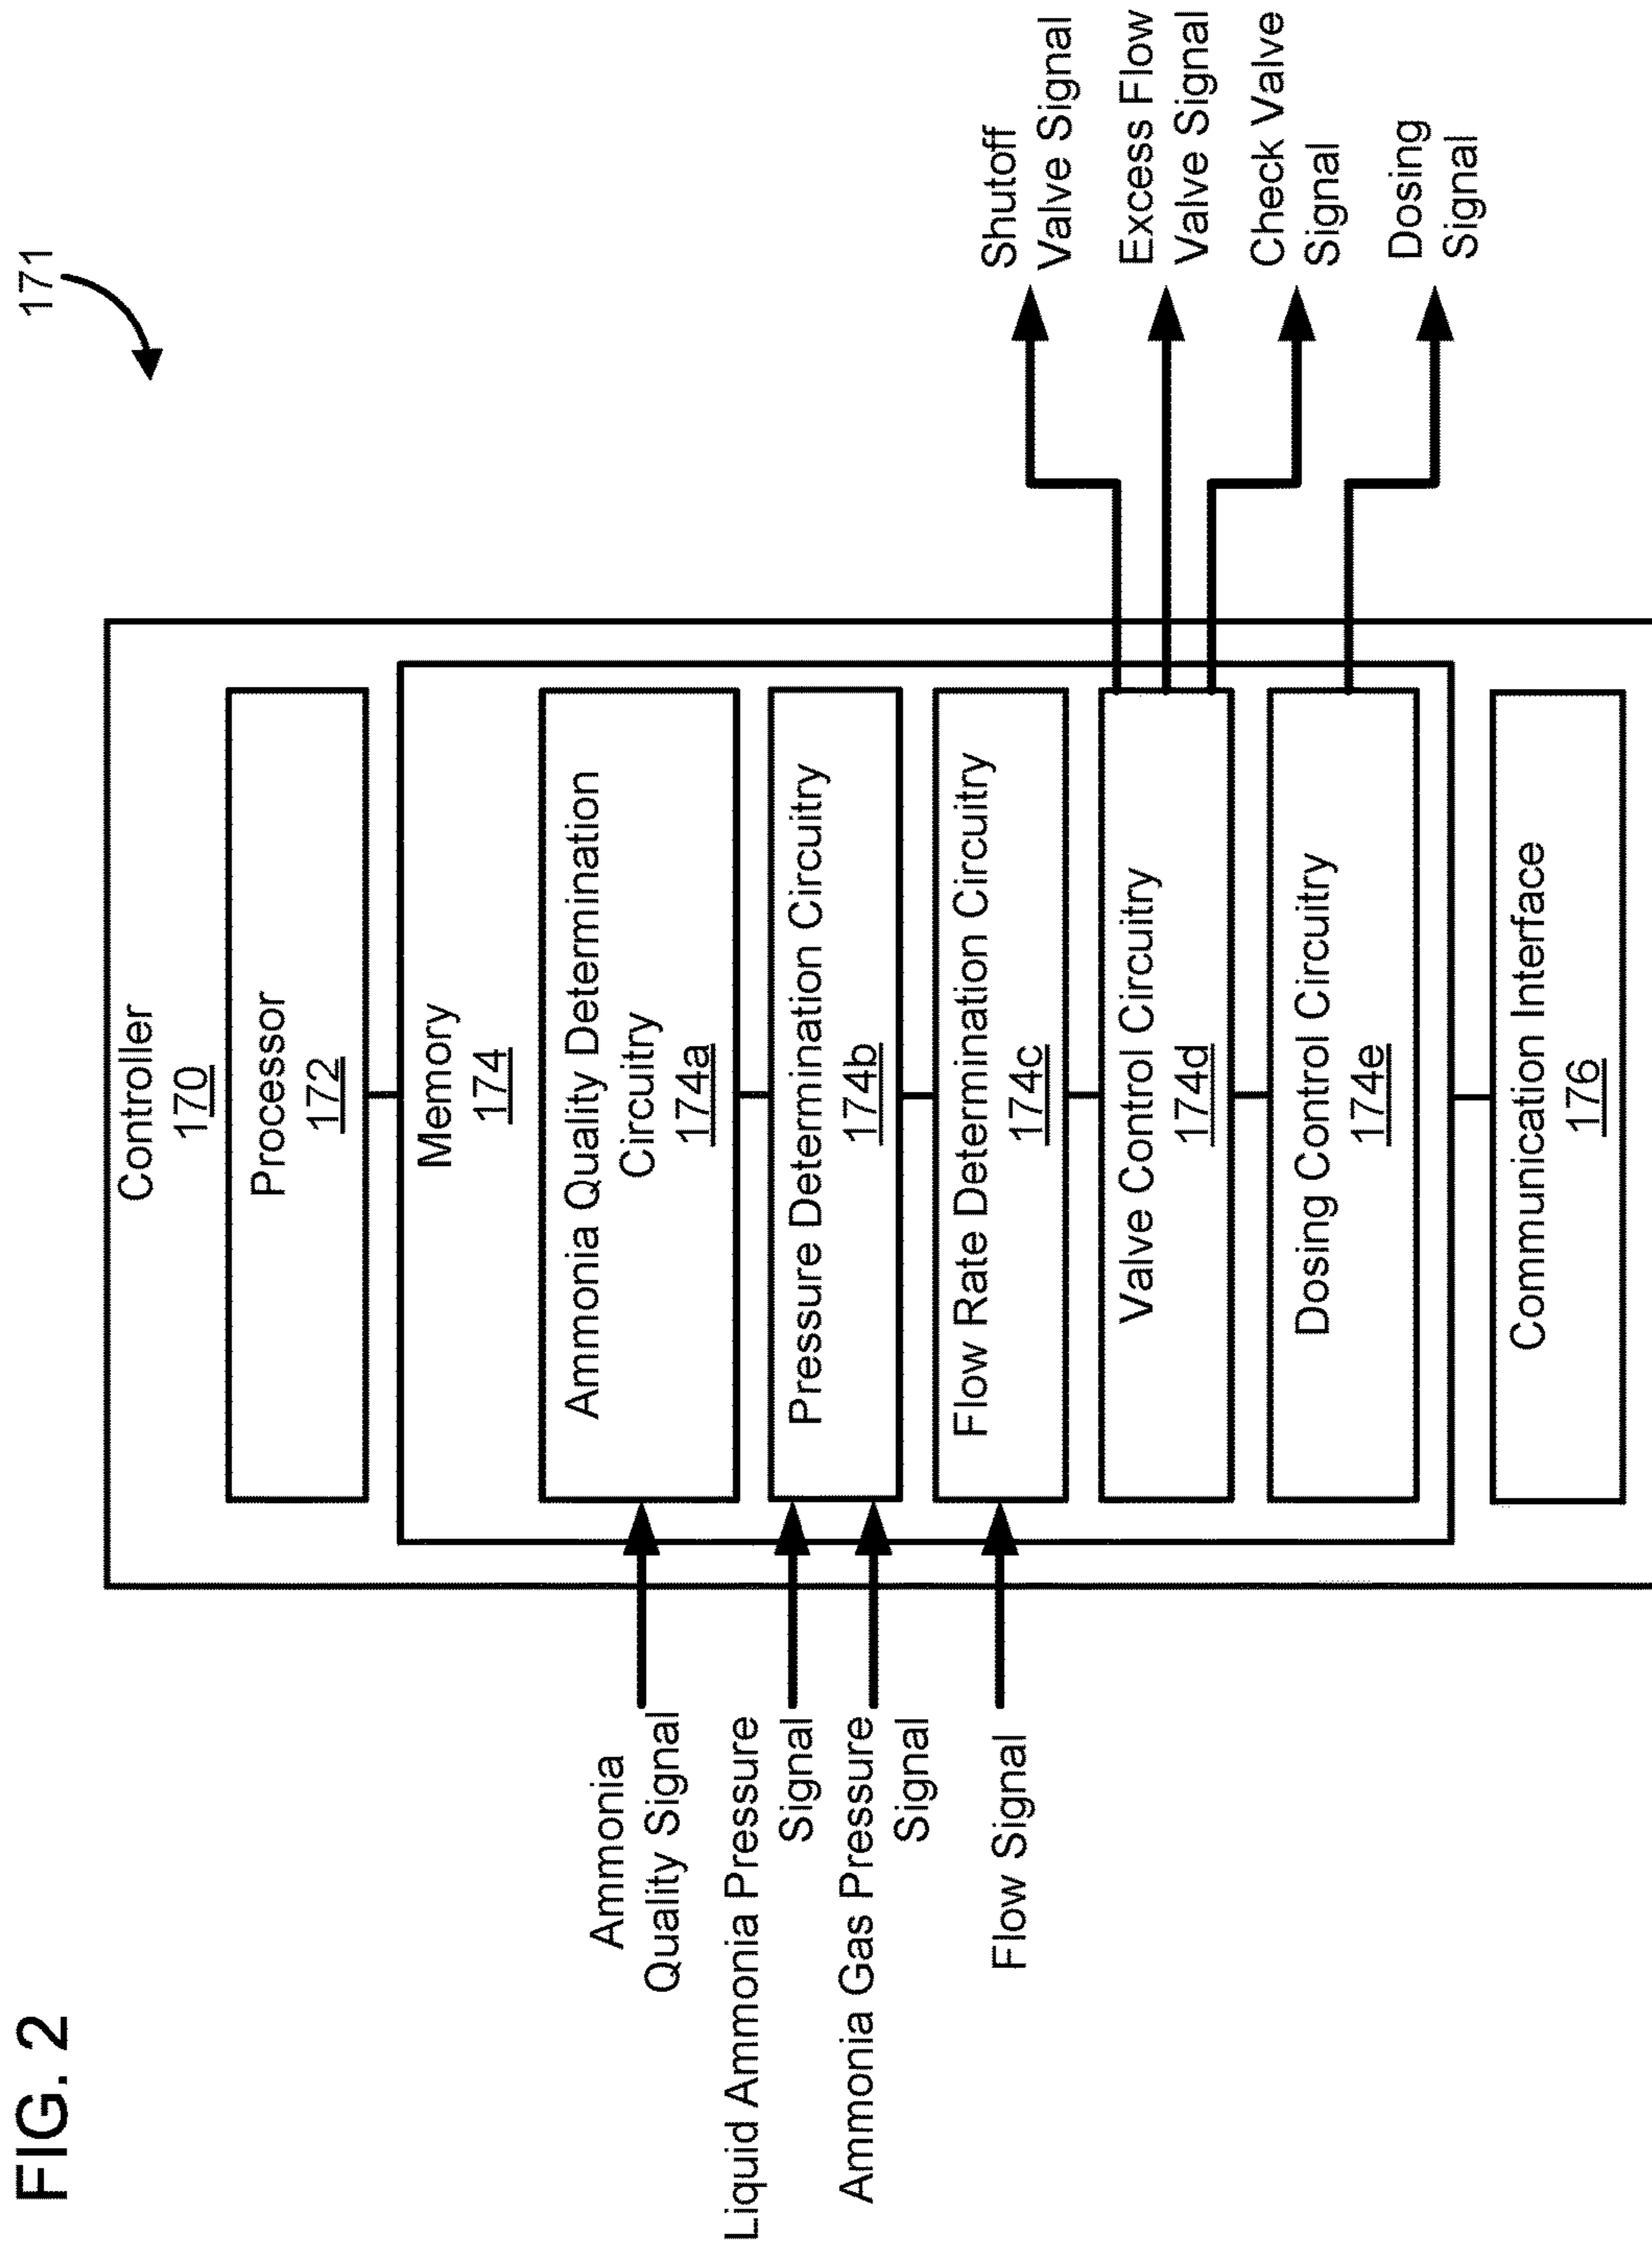 FIG. 2
171
Controller
170
Processor
172
Memory
174
Ammonia Quality Determination
Circuitry
174a
Pressure Determination Circuitry
174b
Flow Rate Determination Circuitry
174c
Valve Control Circuitry
174d
Dosing Control Circuitry
174e
Communication Interface
176
Ammonia
Quality Signal
Liquid Ammonia Pressure
Signal
Ammonia Gas Pressure
Signal
Flow Signal
Shutoff
Valve Signal
Excess Flow
Valve Signal
Check Valve
Signal
Dosing
Signal